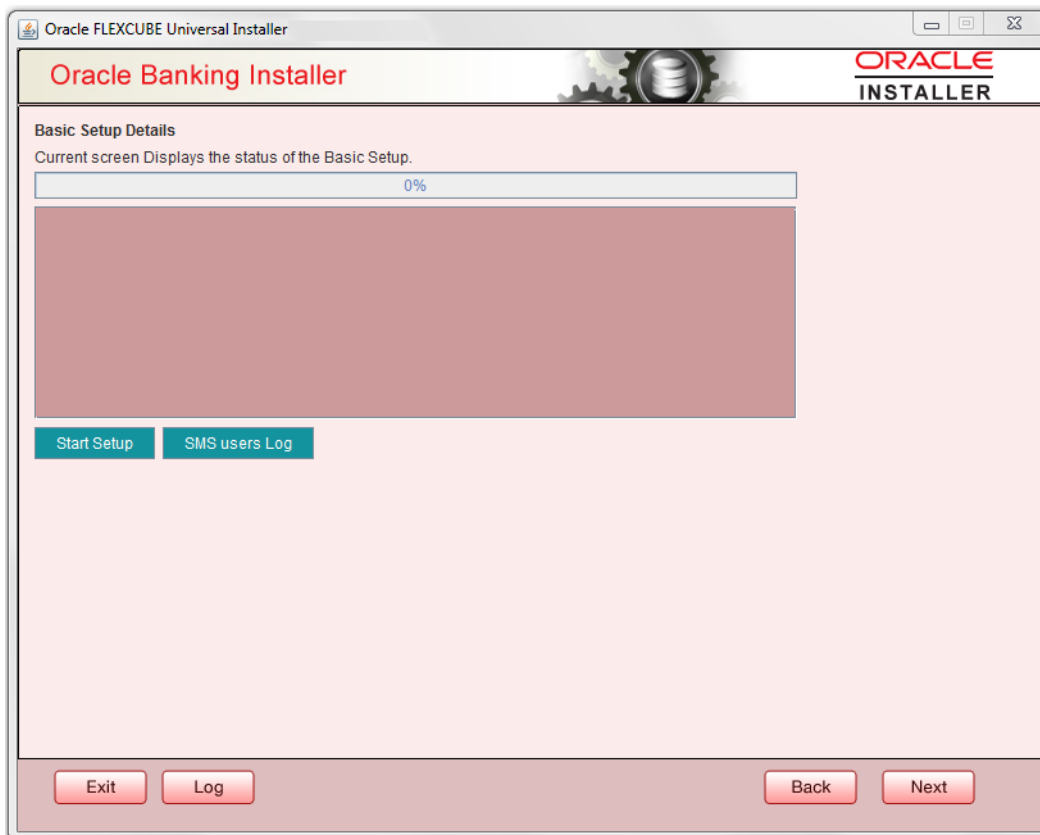 Oracle FLEXCUBE Universal Installer
Oracle Banking Installer
ORACLE
INSTALLER
Basic Setup Details
Current screen Displays the status of the Basic Setup.
0%
Start Setup
SMS users Log
Exit
Log
Back
Next